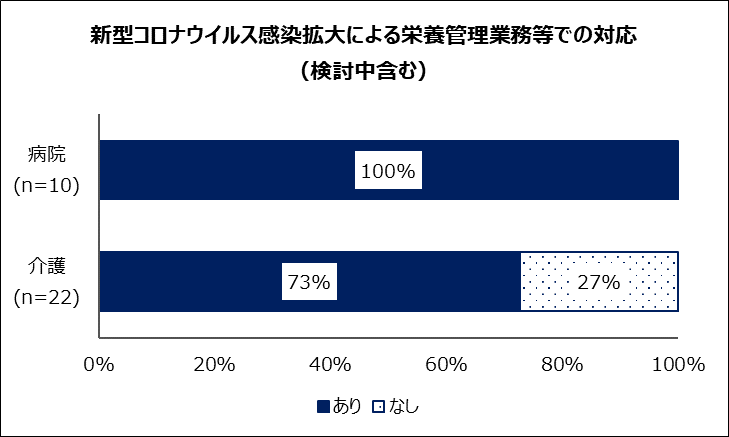 新型コロナウイルス感染拡大による栄養管理業務等での対応
（検討中含む）
病院
(n=10)
100%
介護
(n=22)
73%
27%
0%
20%
40%
60%
80%
100%
あり
なし